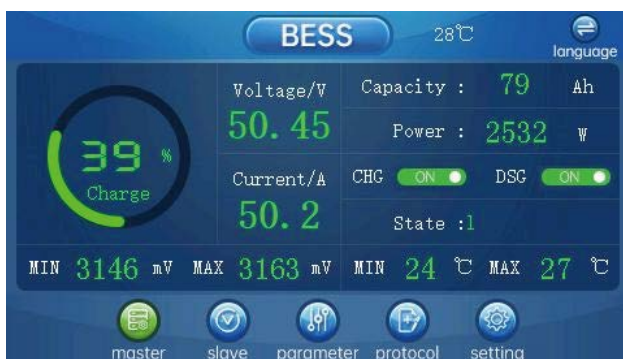 BESS
28℃
language
39 %
Charge
Voltage/V
50.45
Current/A
50.2
Capacity : 79 Ah
Power : 2532 W
CHG ON DSG ON
State :1
MIN 3146 mV MAX 3163 mV MIN 24 ℃ MAX 27 ℃
master slave parameter protocol setting